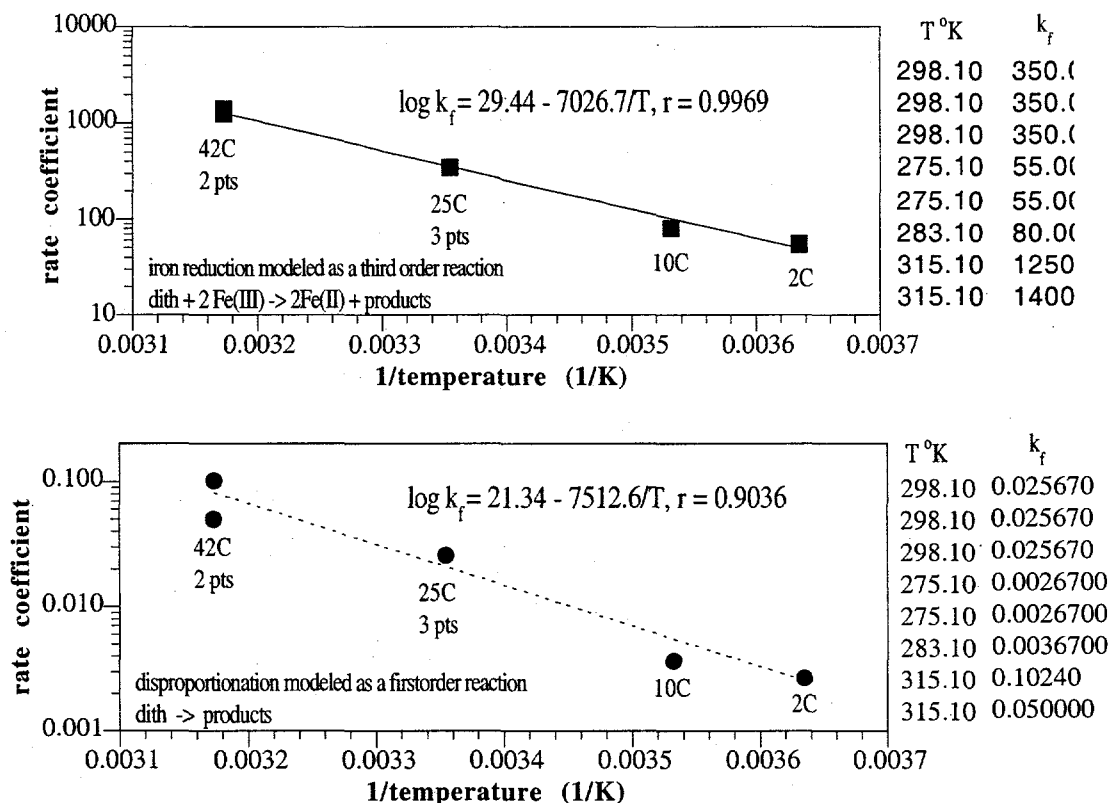 10000
1000
100
10
rate coefficient
log k_f = 29.44 - 7026.7/T, r = 0.9969
42C
2 pts
25C
3 pts
10C
2C
iron reduction modeled as a third order reaction
dith + 2 Fe(III) -> 2Fe(II) + products
0.0031 0.0032 0.0033 0.0034 0.0035 0.0036 0.0037
1/temperature (1/K)
T °K k_f
298.10 350.0
298.10 350.0
298.10 350.0
275.10 55.00
275.10 55.00
283.10 80.00
315.10 1250
315.10 1400
0.100
0.010
0.001
rate coefficient
log k_f = 21.34 - 7512.6/T, r = 0.9036
42C
2 pts
25C
3 pts
10C
2C
disproportionation modeled as a firstorder reaction
dith -> products
0.0031 0.0032 0.0033 0.0034 0.0035 0.0036 0.0037
1/temperature (1/K)
T °K k_f
298.10 0.025670
298.10 0.025670
298.10 0.025670
275.10 0.0026700
275.10 0.0026700
283.10 0.0036700
315.10 0.10240
315.10 0.050000